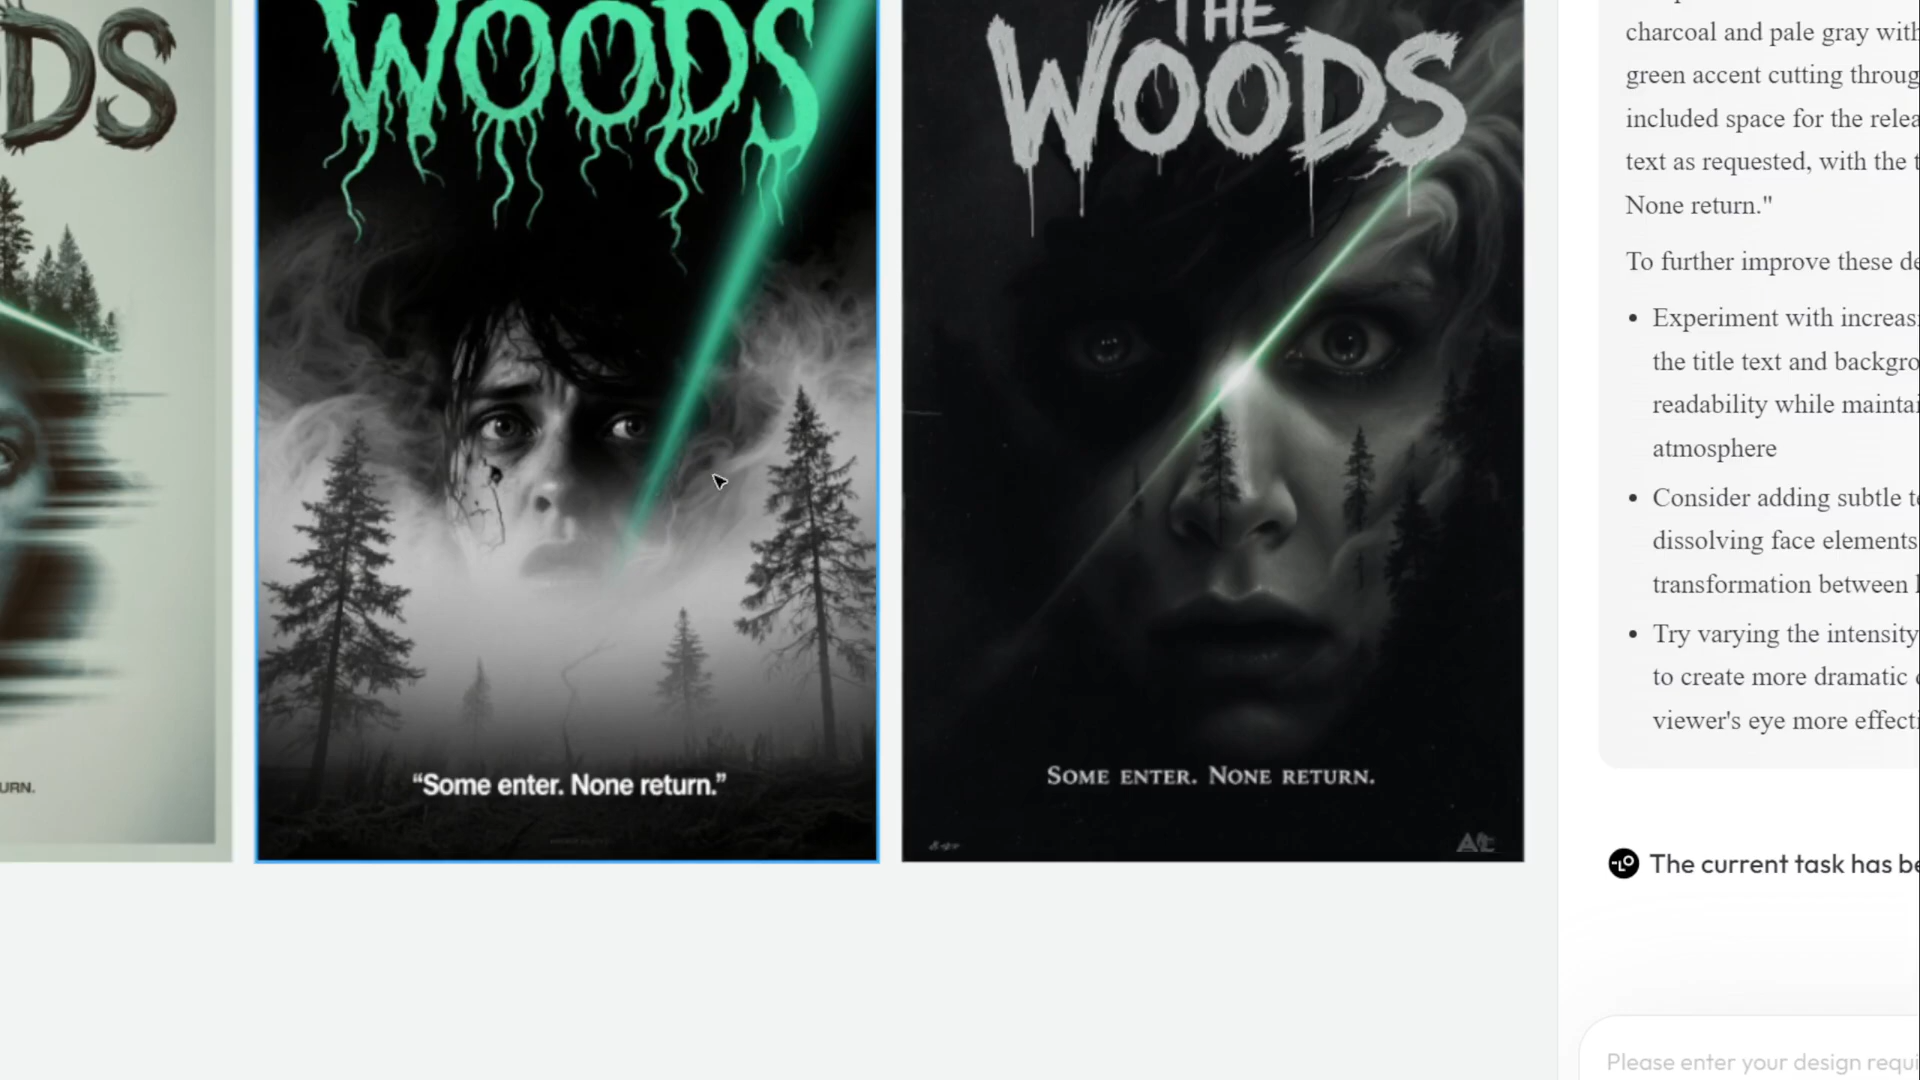 DS
URN.
WOODS
“Some enter. None return.”
THE
WOODS
SOME ENTER. NONE RETURN.
charcoal and pale gray with
green accent cutting throug
included space for the relea
text as requested, with the t
None return."
To further improve these de
• Experiment with increas
the title text and backgro
readability while maintai
atmosphere
• Consider adding subtle te
dissolving face elements
transformation between
• Try varying the intensity
to create more dramatic
viewer's eye more effecti
The current task has be
Please enter your design requi